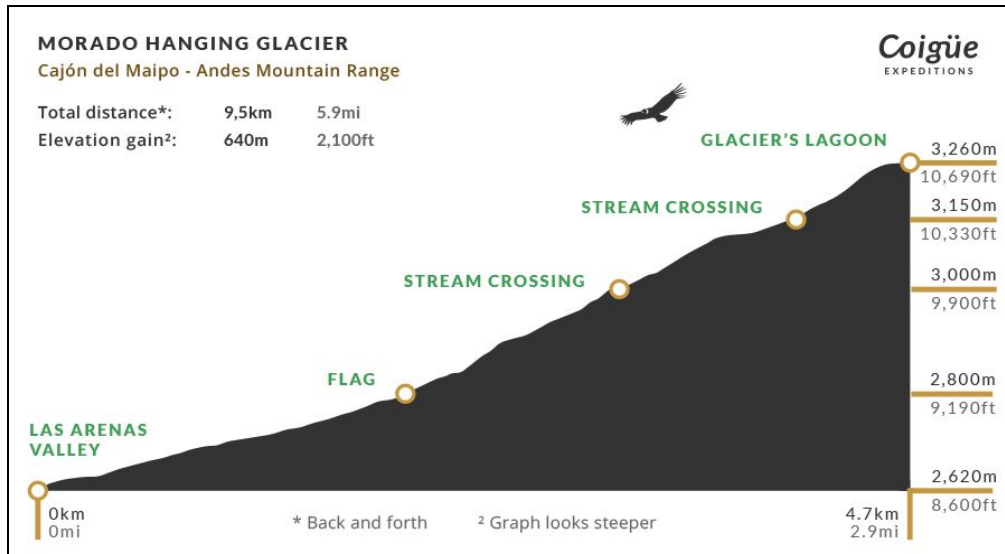 MORADO HANGING GLACIER
Cajón del Maipo - Andes Mountain Range
Total distance*: 9,5km 5.9mi
Elevation gain²: 640m 2,100ft
Coigüe
EXPEDITIONS
GLACIER'S LAGOON
3,260m
10,690ft
STREAM CROSSING
3,150m
10,330ft
STREAM CROSSING
3,000m
9,900ft
FLAG
2,800m
9,190ft
LAS ARENAS
VALLEY
2,620m
8,600ft
0km
0mi
* Back and forth
² Graph looks steeper
4.7km
2.9mi